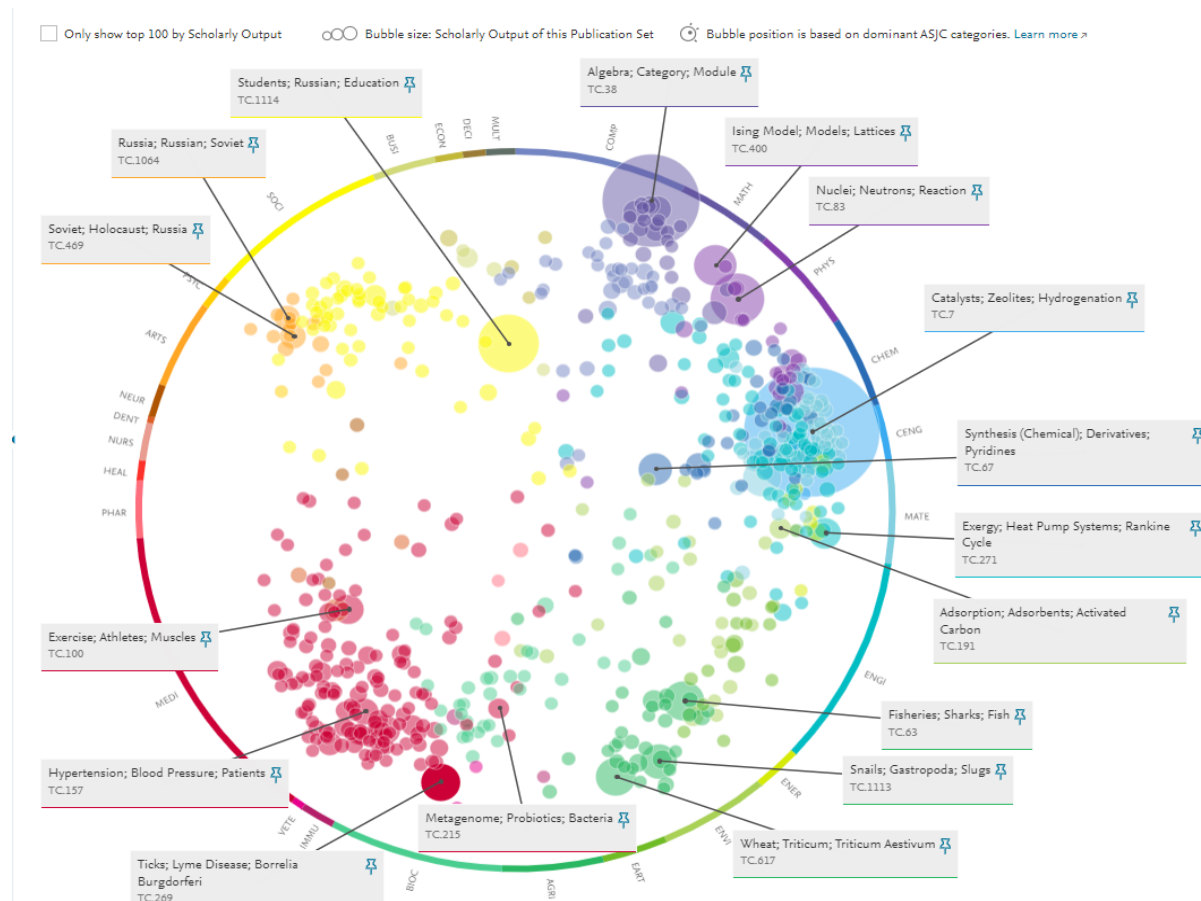 Only show top 100 by Scholarly Output
Bubble size: Scholarly Output of this Publication Set
Bubble position is based on dominant ASJC categories. Learn more ↗
Students; Russian; Education
TC.1114
Algebra; Category; Module
TC.38
Russia; Russian; Soviet
TC.1064
Ising Model; Models; Lattices
TC.400
Nuclei; Neutrons; Reaction
TC.83
Soviet; Holocaust; Russia
TC.469
Catalysts; Zeolites; Hydrogenation
TC.7
Synthesis (Chemical); Derivatives;
Pyridines
TC.67
Exergy; Heat Pump Systems; Rankine
Cycle
TC.271
Adsorption; Adsorbents; Activated
Carbon
TC.191
Exercise; Athletes; Muscles
TC.100
Fisheries; Sharks; Fish
TC.63
Hypertension; Blood Pressure; Patients
TC.157
Snails; Gastropoda; Slugs
TC.1113
Metagenome; Probiotics; Bacteria
TC.215
Wheat; Triticum; Triticum Aestivum
TC.617
Ticks; Lyme Disease; Borrelia
Burgdorferi
TC.269
MULT
COMP
MATH
PHYS
CHEM
CENG
MATE
ENGI
ENER
ENVI
EART
AGRI
BIOC
IMMU
VETE
MEDI
PHAR
HEAL
NURS
DENT
NEUR
ARTS
PSYC
SOCI
BUSI
ECON
DECI